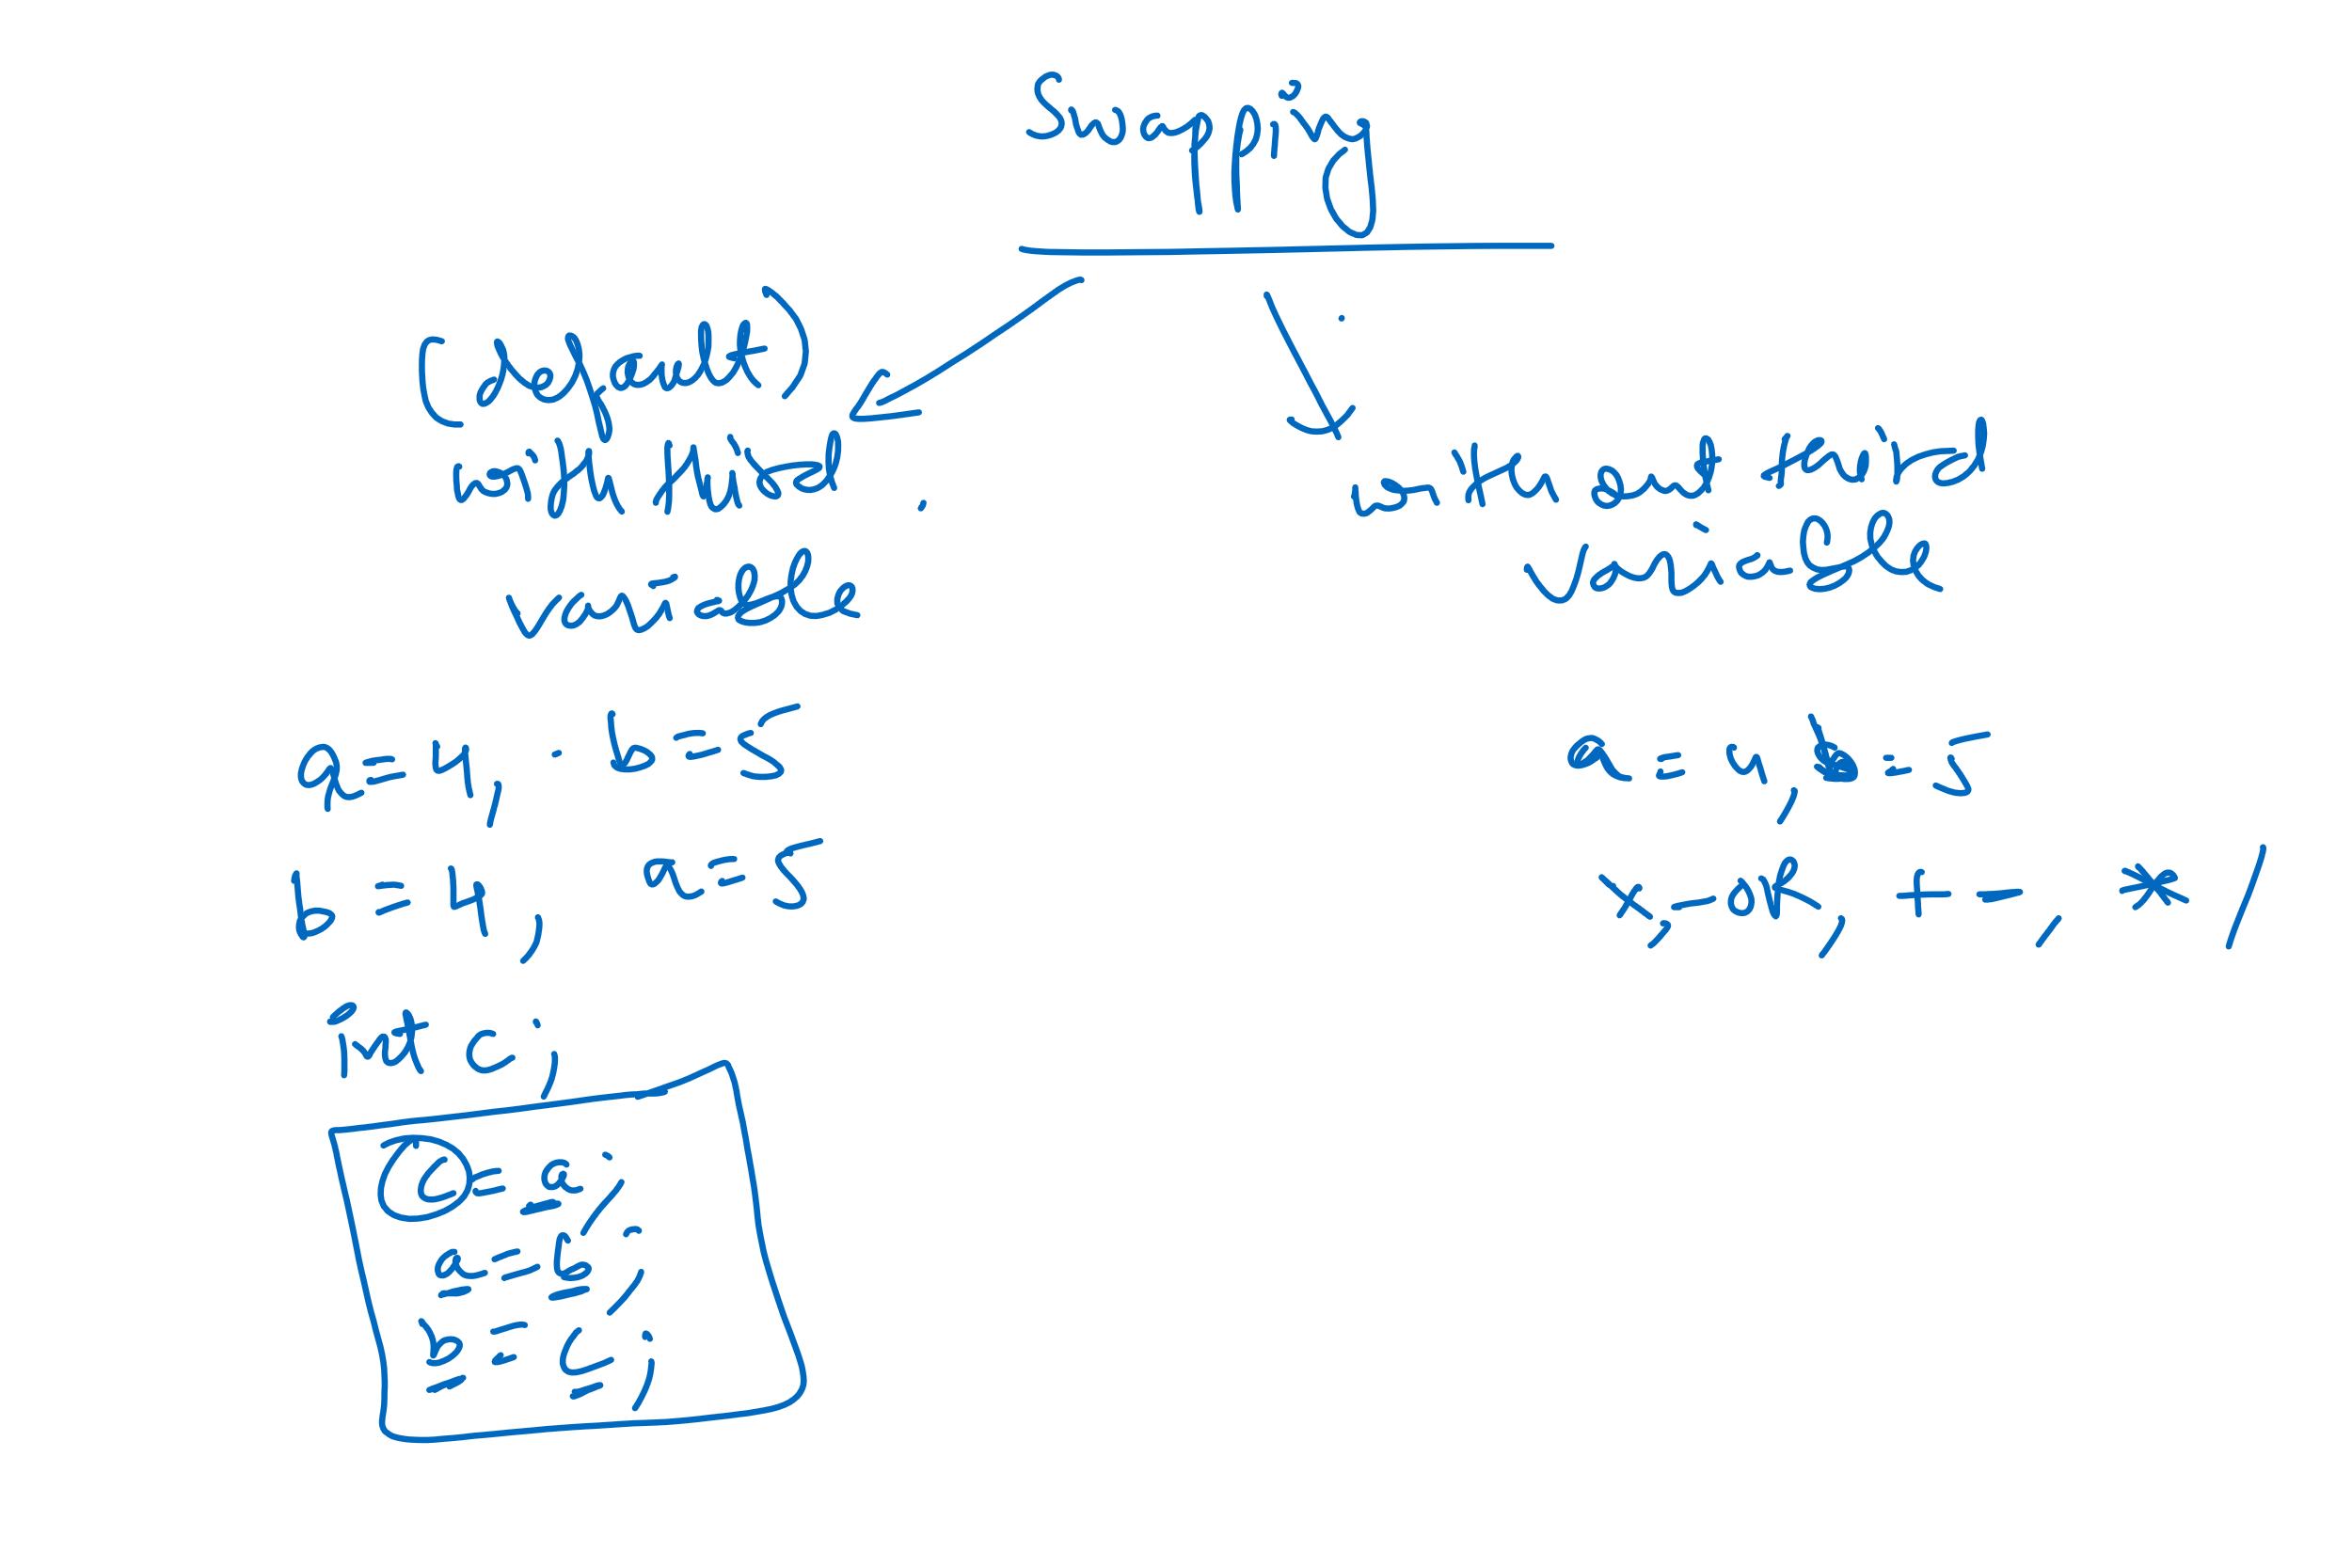 Swapping
(default)
with third
variable
without third
variable
a = 4, b = 5
b = 4, a = 5
int c;
c = a;
a = b;
b = c;
a = 4, b = 5
x, - or, + -, * /